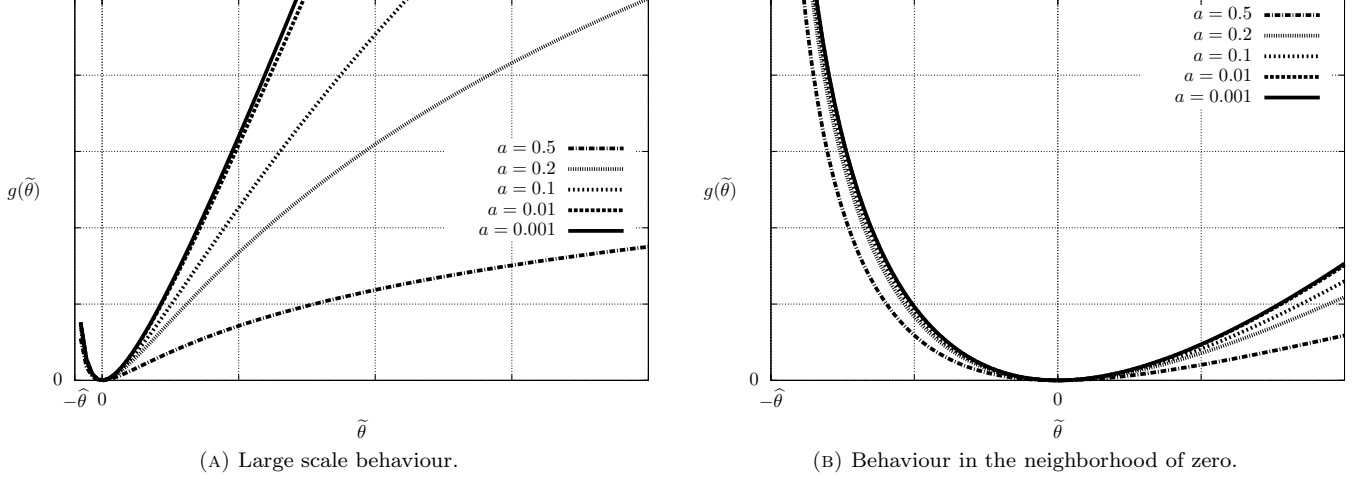 g(θ̃)
a = 0.5
a = 0.2
a = 0.1
a = 0.01
a = 0.001
0
−θ̂ 0
θ̃
(A) Large scale behaviour.
g(θ̃)
a = 0.5
a = 0.2
a = 0.1
a = 0.01
a = 0.001
0
−θ̂ 0
θ̃
(B) Behaviour in the neighborhood of zero.